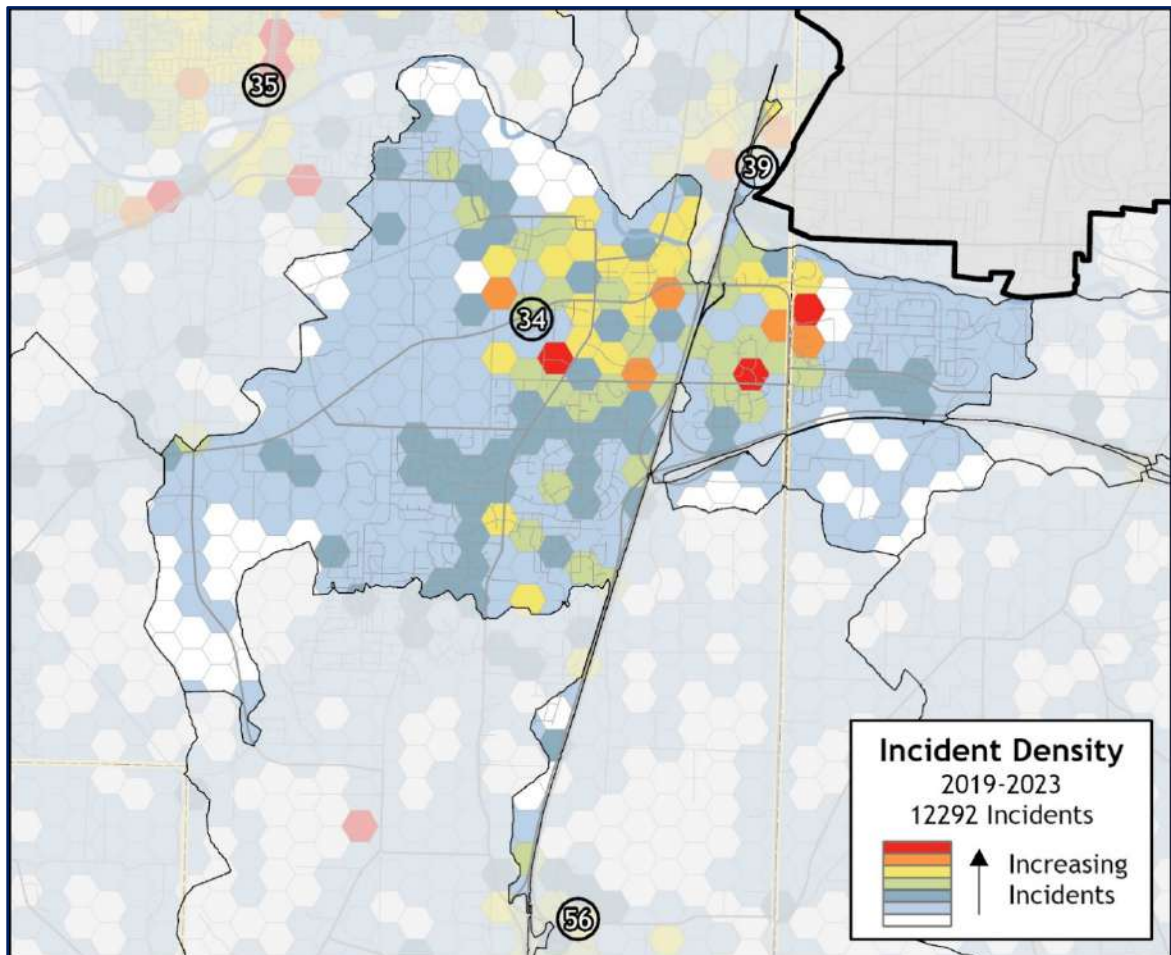 35
39
34
Incident Density
2019-2023
12292 Incidents
Increasing
Incidents
56